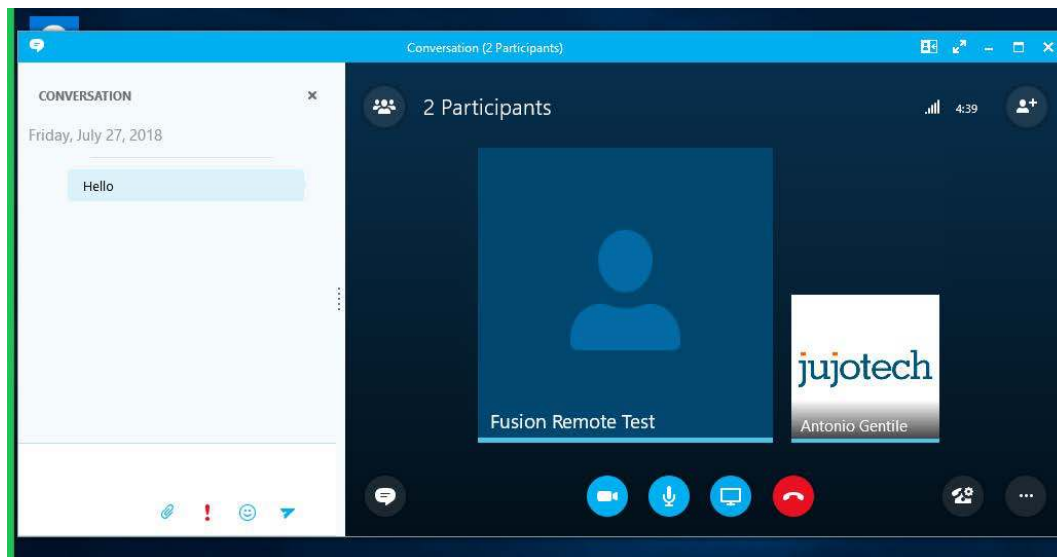 Conversation (2 Participants)
CONVERSATION
Friday, July 27, 2018
Hello
2 Participants
4:39
Fusion Remote Test
jujotech
Antonio Gentile